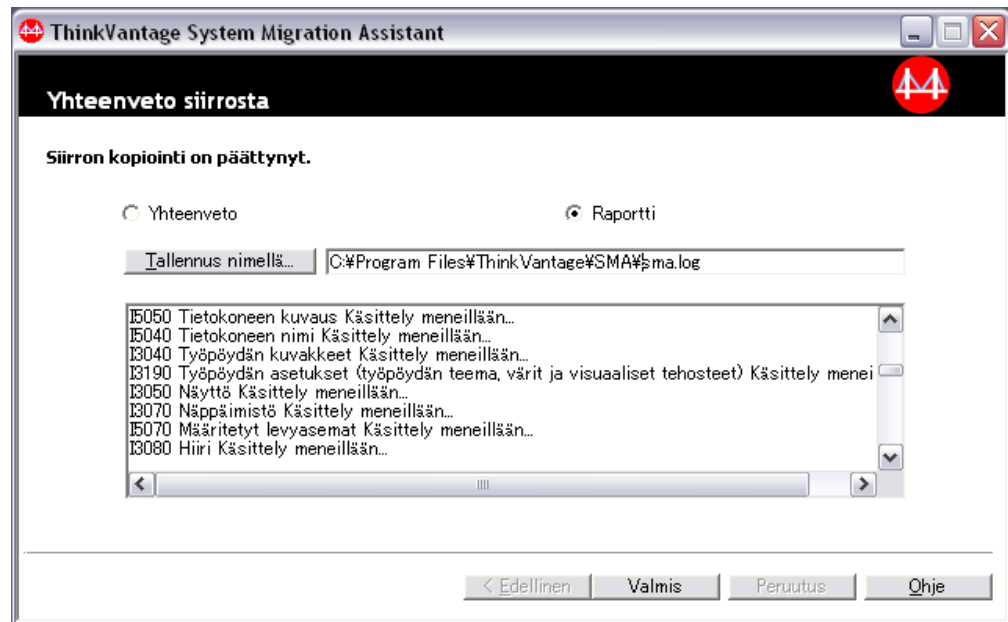 ThinkVantage System Migration Assistant
Yhteenveto siirrosta
Siirron kopiointi on päättynyt.
Yhteenveto Raportti
Tallennus nimellä... C:¥Program Files¥ThinkVantage¥SMA¥sma.log
I5050 Tietokoneen kuvaus Käsittely meneillään...
I5040 Tietokoneen nimi Käsittely meneillään...
I3040 Työpöydän kuvakkeet Käsittely meneillään...
I3190 Työpöydän asetukset (työpöydän teema, värit ja visuaaliset tehosteet) Käsittely menei
I3050 Näyttö Käsittely meneillään...
I3070 Näppäimistö Käsittely meneillään...
I5070 Määritetyt levyasemat Käsittely meneillään...
I3080 Hiiri Käsittely meneillään...
< Edellinen Valmis Peruutus Ohje